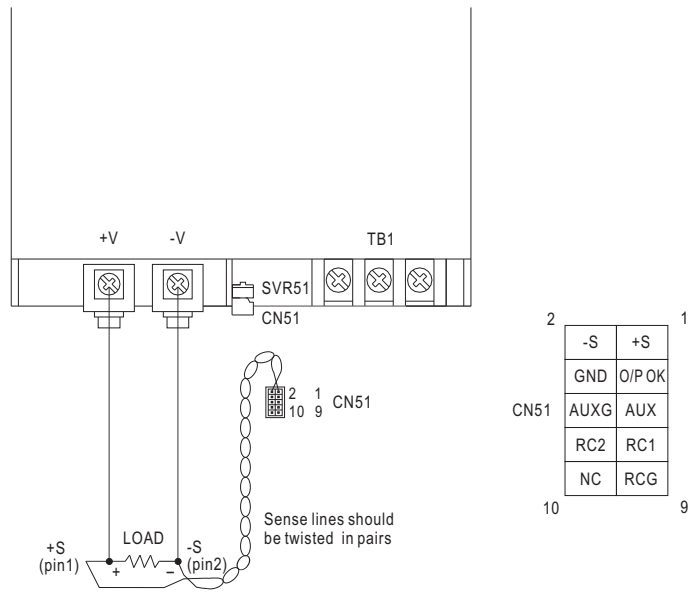 +V -V TB1
SVR51
CN51
2 1
-S +S
GND O/P OK
CN51 AUXG AUX
RC2 RC1
NC RCG
10 9
2 1
10 9
CN51
Sense lines should
be twisted in pairs
+S
(pin1)
LOAD
-S
(pin2)
+ –